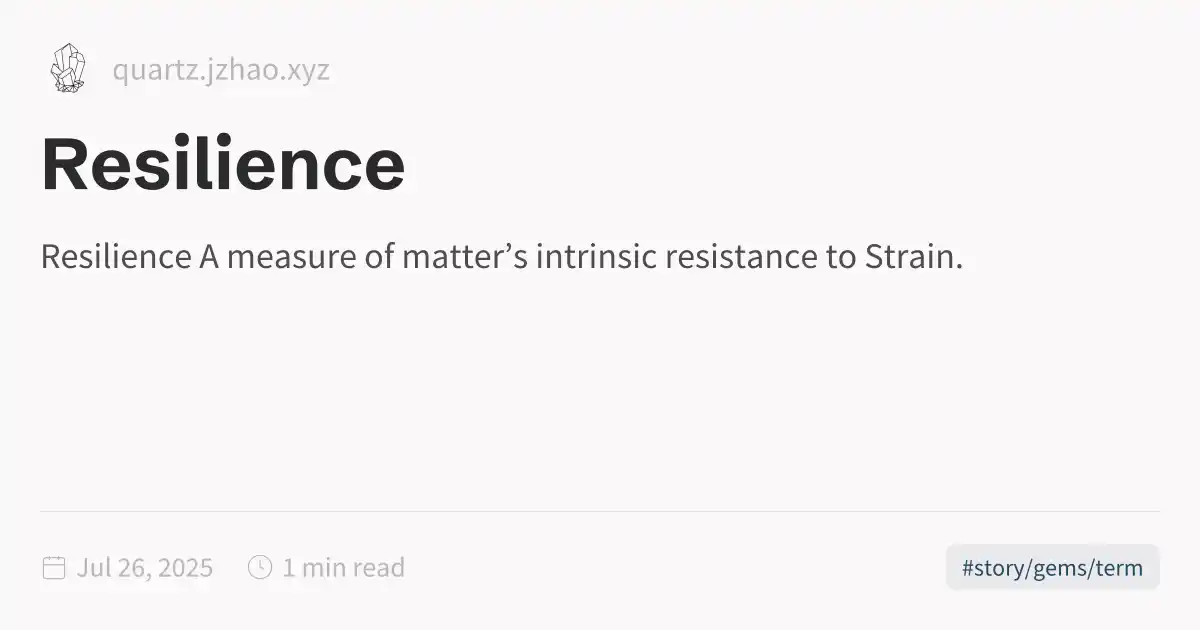 quartz.jzhao.xyz
Resilience
Resilience A measure of matter’s intrinsic resistance to Strain.
Jul 26, 2025
1 min read
#story/gems/term